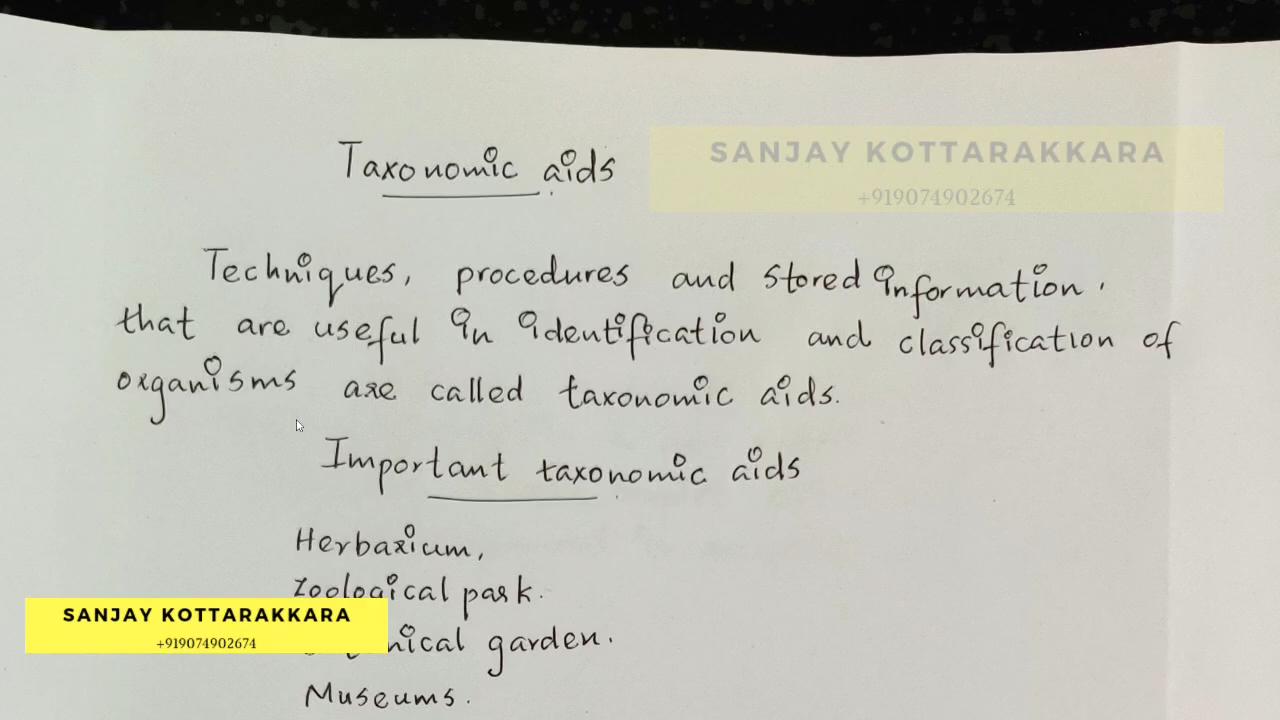 Taxonomic aids
SANJAY KOTTARAKKARA
+919074902674
Techniques, procedures and stored information.
that are useful in identification and classification of
organisms are called taxonomic aids.
Important taxonomic aids
Herbarium,
Zoological park.
SANJAY KOTTARAKKARA
+919074902674
garden.
Museums.